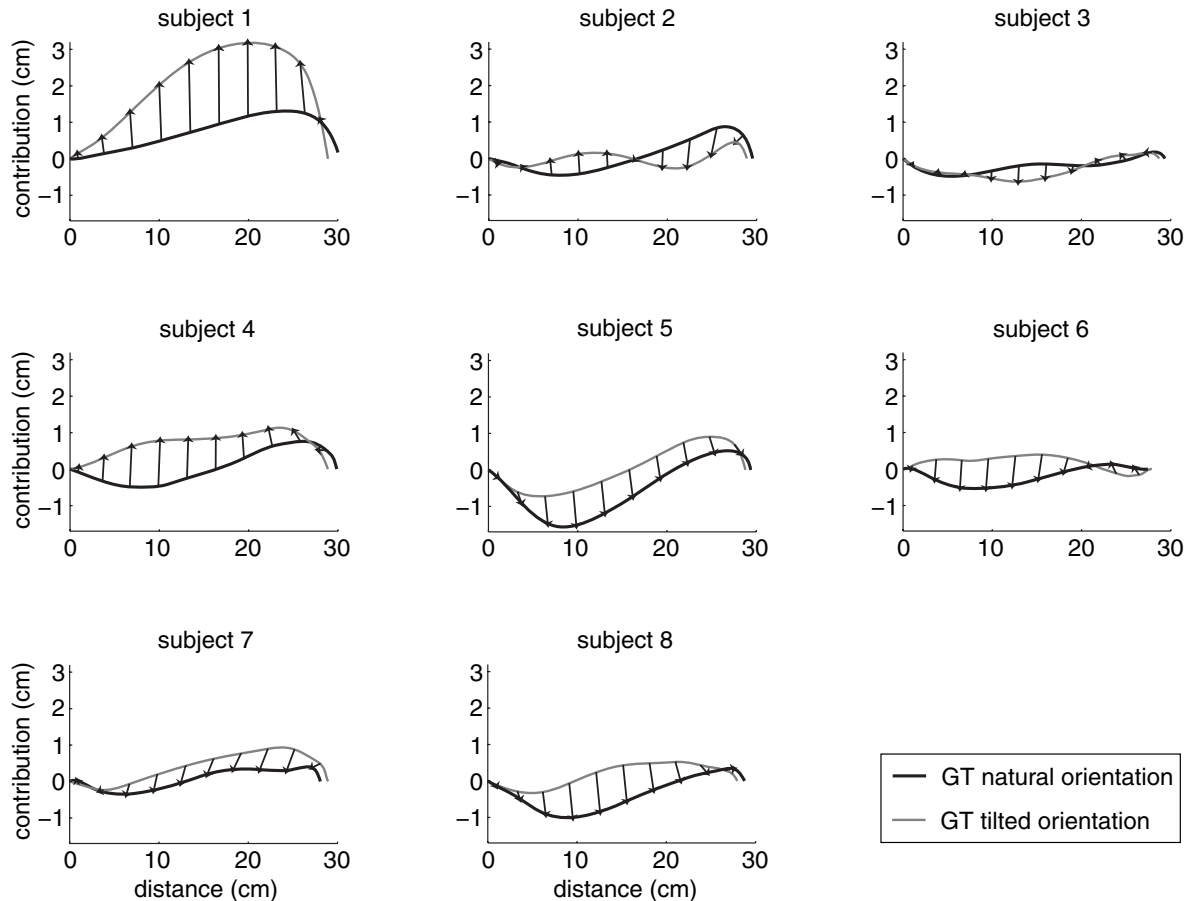 subject 1
subject 2
subject 3
contribution (cm)
3
2
1
0
−1
0 10 20 30
3
2
1
0
−1
0 10 20 30
3
2
1
0
−1
0 10 20 30
subject 4
subject 5
subject 6
contribution (cm)
3
2
1
0
−1
0 10 20 30
3
2
1
0
−1
0 10 20 30
3
2
1
0
−1
0 10 20 30
subject 7
subject 8
contribution (cm)
3
2
1
0
−1
0 10 20 30
distance (cm)
3
2
1
0
−1
0 10 20 30
distance (cm)
GT natural orientation
GT tilted orientation